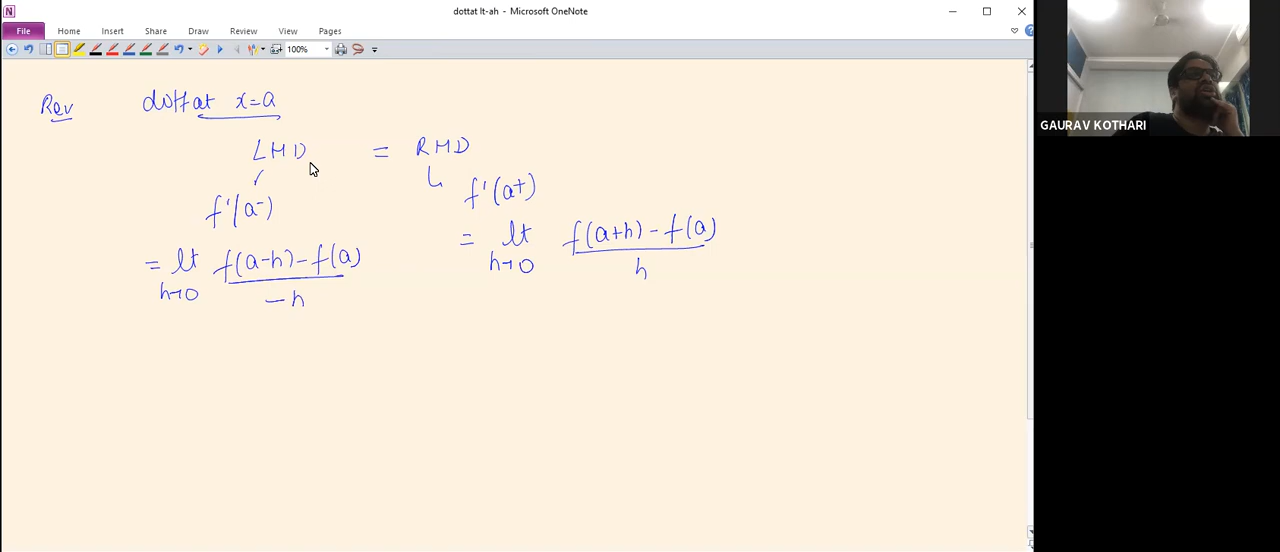 dottat lt-ah - Microsoft OneNote
File Home Insert Share Draw Review View Pages
100%
GAURAV KOTHARI
Rev diff at x=a
LHD = RHD
f'(a-) f'(a+)
= lt h→0 f(a-h)-f(a) / -h
= lt h→0 f(a+h)-f(a) / h